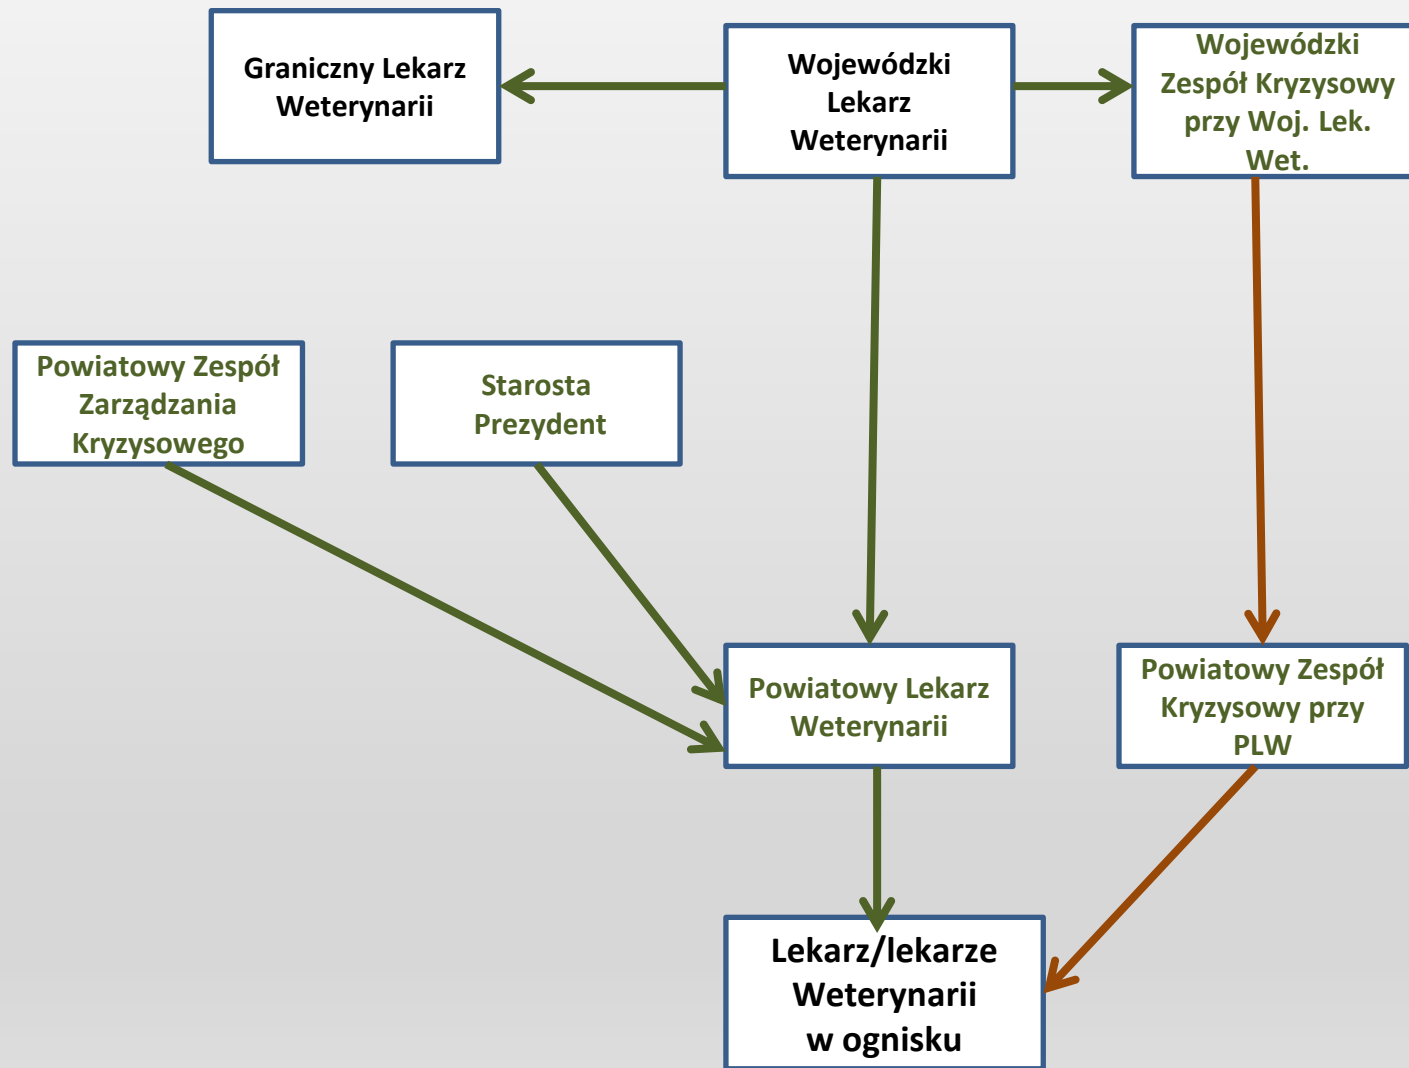 Graniczny Lekarz
Weterynarii
Wojewódzki
Lekarz
Weterynarii
Wojewódzki
Zespół Kryzysowy
przy Woj. Lek.
Wet.
Powiatowy Zespół
Zarządzania
Kryzysowego
Starosta
Prezydent
Powiatowy Lekarz
Weterynarii
Powiatowy Zespół
Kryzysowy przy
PLW
Lekarz/lekarze
Weterynarii
w ognisku